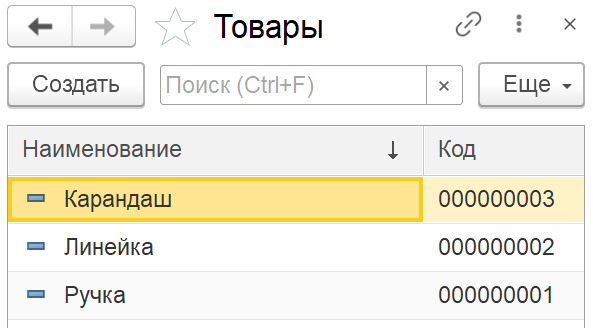 Товары
Создать Поиск (Ctrl+F) × Еще
Наименование Код
Карандаш 000000003
Линейка 000000002
Ручка 000000001